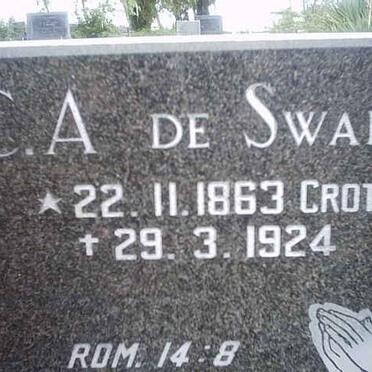 C.A DE SWA
★ 22.11.1863 CROT
✝ 29.3.1924
ROM. 14:8